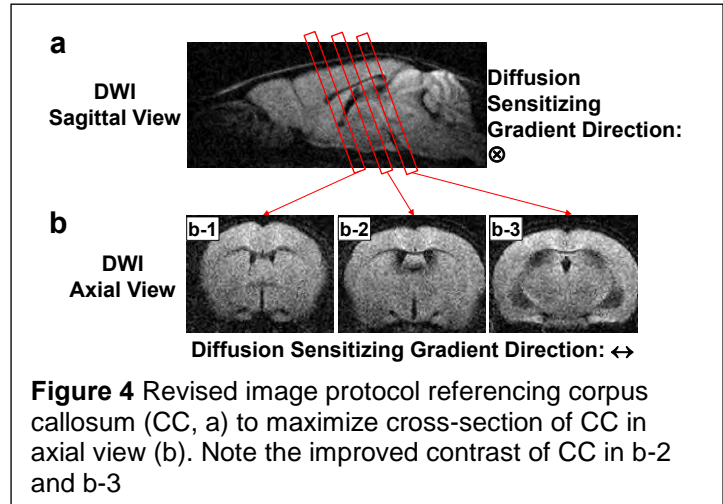 a
DWI
Sagittal View
Diffusion
Sensitizing
Gradient Direction:
⊗
b
DWI
Axial View
b-1
b-2
b-3
Diffusion Sensitizing Gradient Direction: ↔
Figure 4 Revised image protocol referencing corpus
callosum (CC, a) to maximize cross-section of CC in
axial view (b). Note the improved contrast of CC in b-2
and b-3